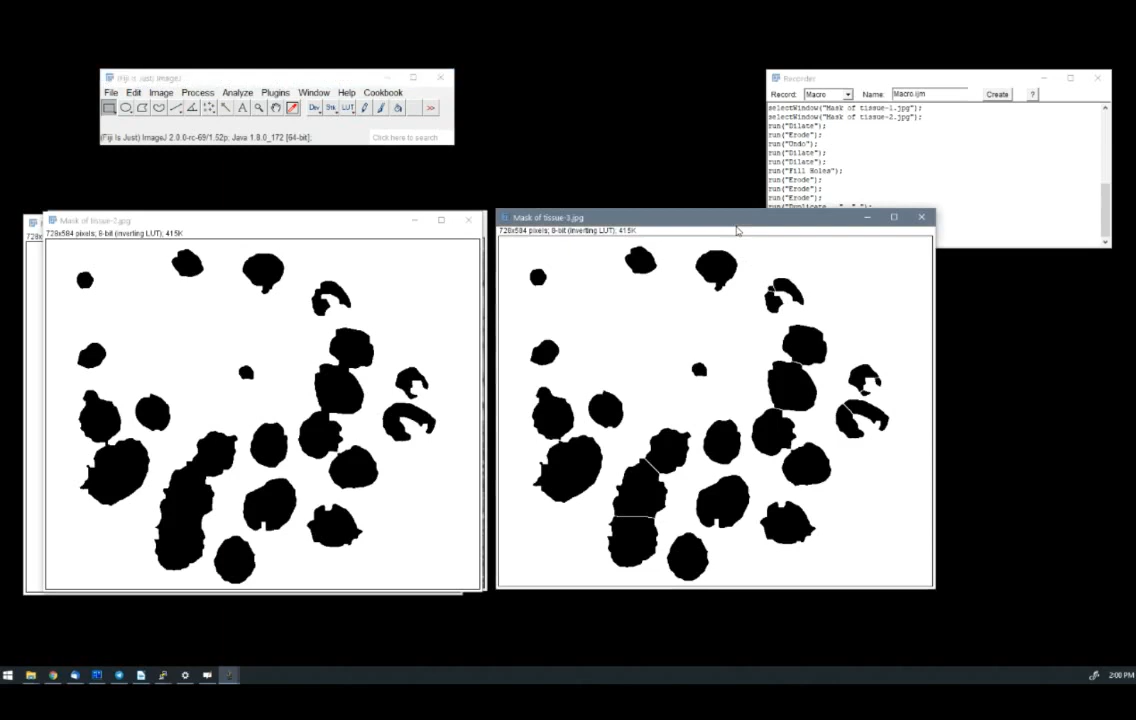 (Fiji Is Just) ImageJ
File Edit Image Process Analyze Plugins Window Help Cookbook
Dev Stk LUT >>
(Fiji Is Just) ImageJ 2.0.0-rc-69/1.52p; Java 1.8.0_172 [64-bit];
Click here to search
Recorder
Record: Macro Name: Macro.ijm Create ?
selectWindow("Mask of tissue-1.jpg");
selectWindow("Mask of tissue-2.jpg");
run("Dilate");
run("Erode");
run("Undo");
run("Dilate");
run("Dilate");
run("Fill Holes");
run("Erode");
run("Erode");
run("Erode");
728x
Mask of tissue-2.jpg
728x584 pixels; 8-bit (inverting LUT); 415K
Mask of tissue-3.jpg
728x584 pixels; 8-bit (inverting LUT); 415K
2:00 PM